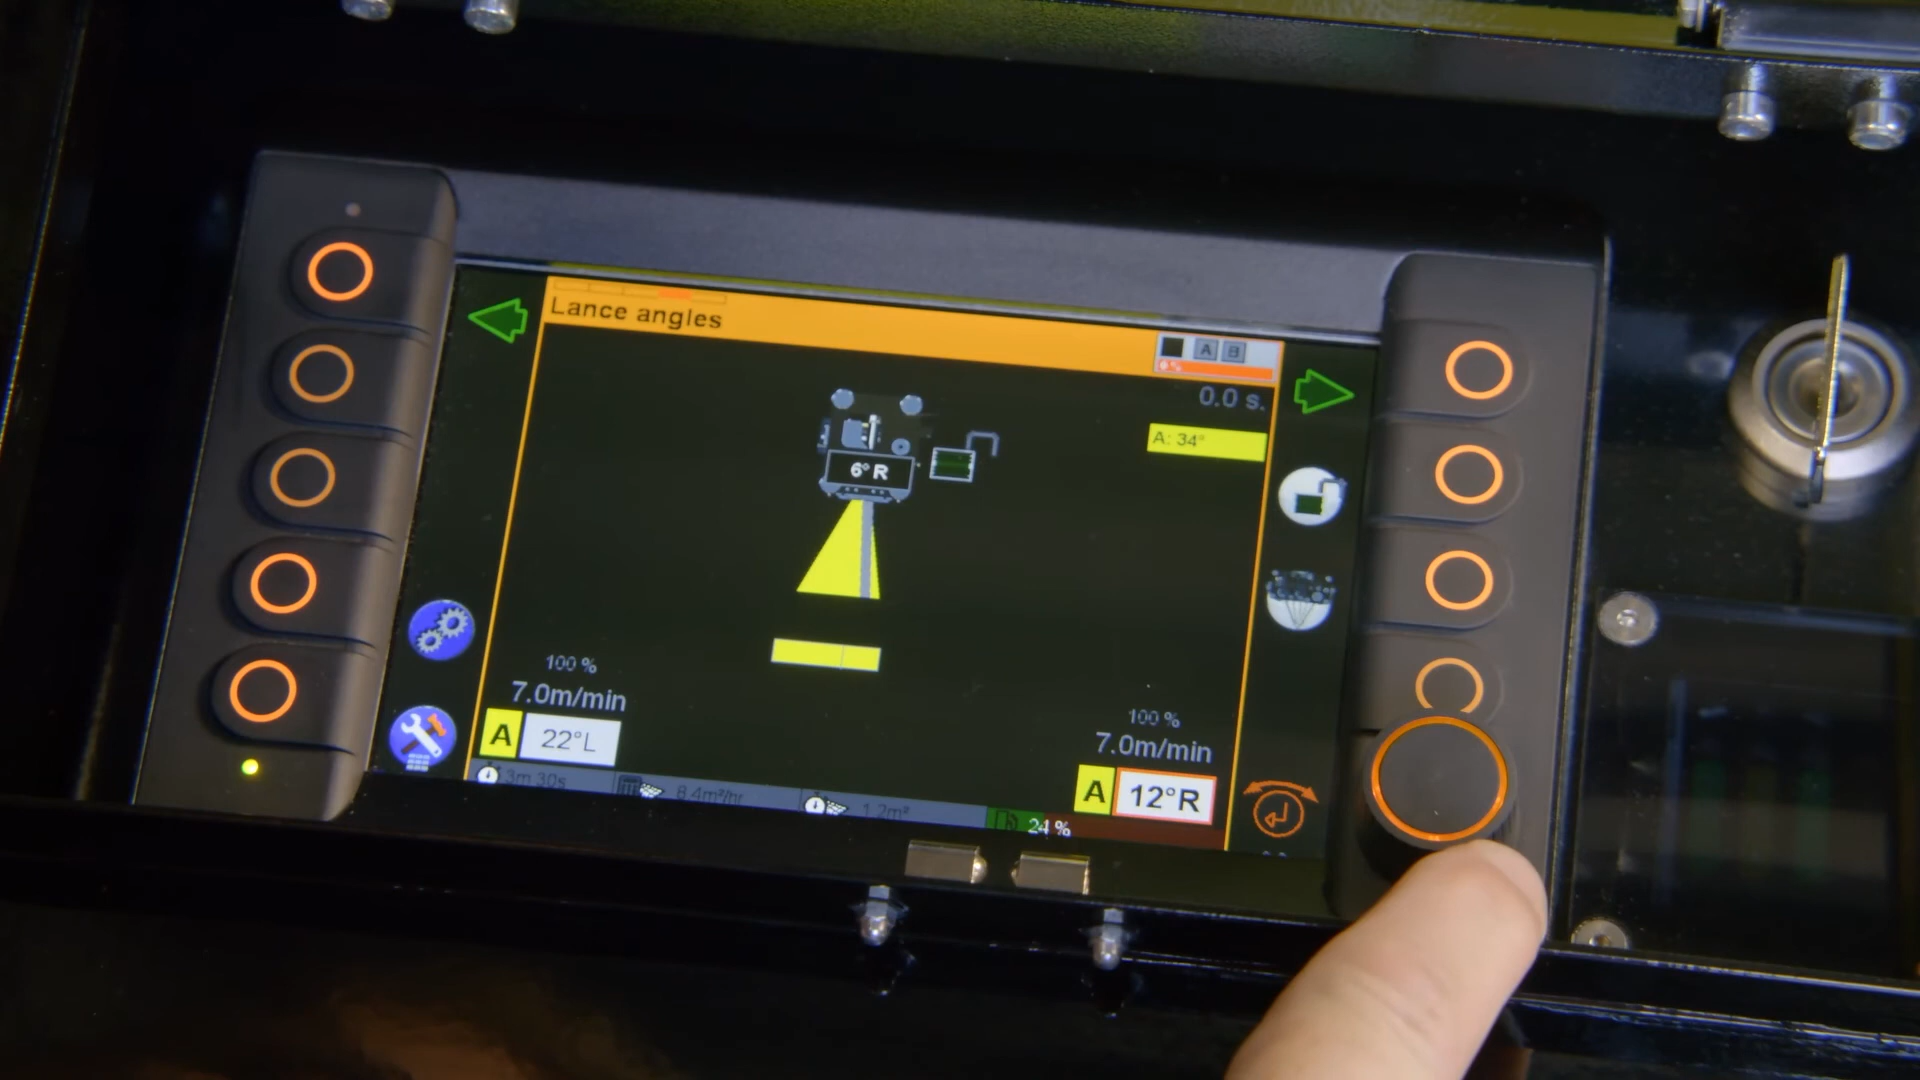 Lance angles
A B
0 %
0.0 s.
A: 34°
6° R
100 %
7.0m/min
A 22°L
100 %
7.0m/min
A 12°R
3m 30s
8.4m²/hr
1.2m²
24 %